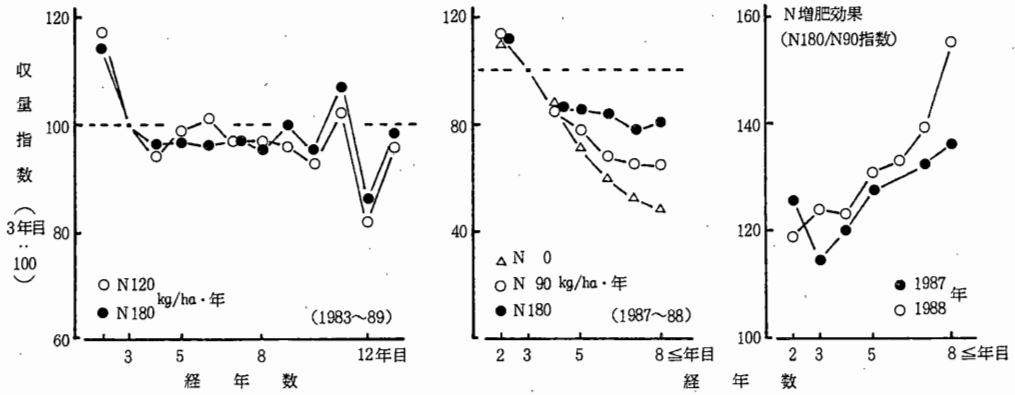 収量指数（3年目：100）
120
100
80
60
○ N120
● N180
kg/ha・年
(1983～89)
3
5
8
12年目
経年数
120
80
40
△ N 0
○ N 90 kg/ha・年
● N180
(1987～88)
2
3
5
8≦年目
160
140
120
100
N増肥効果
(N180/N90指数)
● 1987
○ 1988
年
2
3
5
8≦年目
経年数